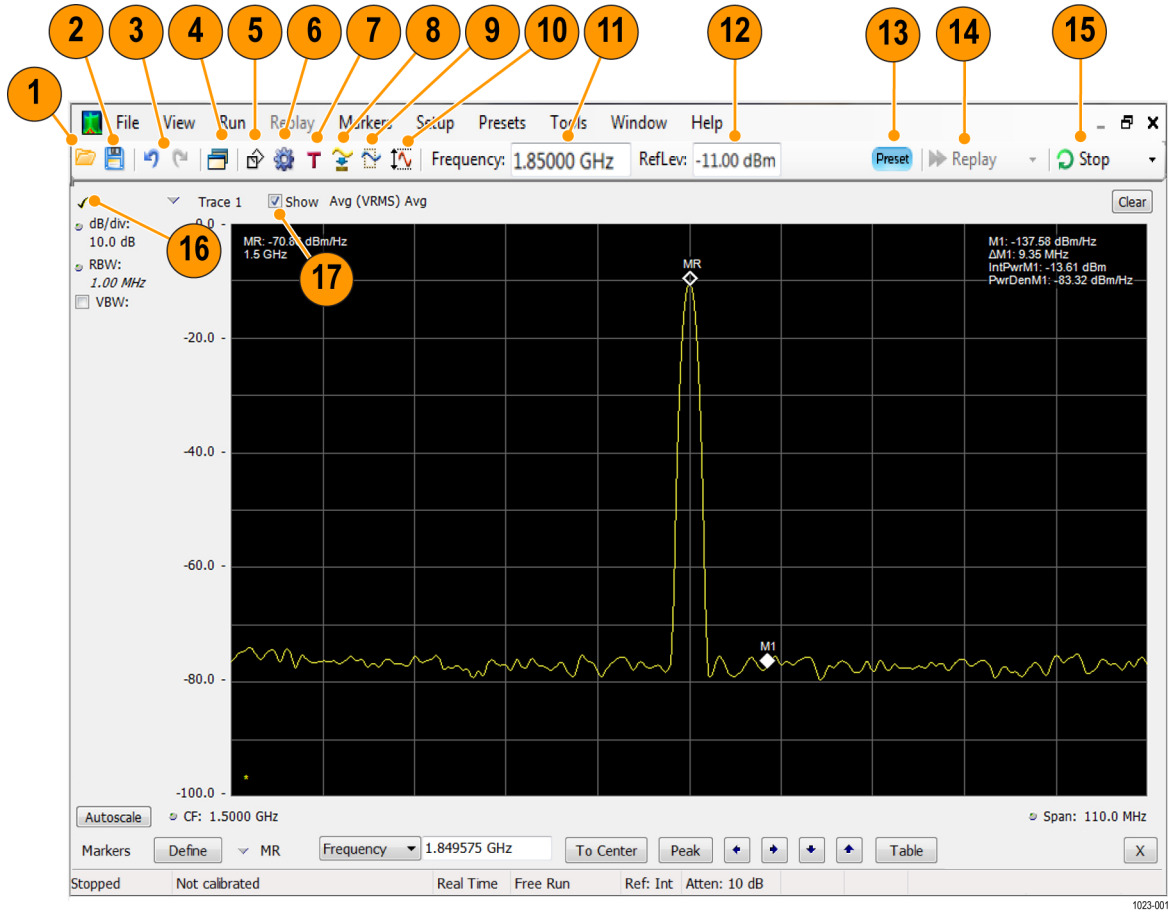 2 3 4 5 6 7 8 9 10 11 12 13 14 15
1
File View Run Replay Markers Setup Presets Tools Window Help
T Frequency: 1.85000 GHz RefLev: -11.00 dBm Preset Replay Stop
Trace 1 Show Avg (VRMS) Avg Clear
dB/div: 0.0 -
10.0 dB
16
RBW:
1.00 MHz
VBW:
17
MR: -70.8 dBm/Hz
1.5 GHz
MR
M1: -137.58 dBm/Hz
ΔM1: 9.35 MHz
IntPwrM1: -13.61 dBm
PwrDenM1: -83.32 dBm/Hz
-20.0 -
-40.0 -
-60.0 -
M1
-80.0 -
*
-100.0 -
Autoscale CF: 1.5000 GHz Span: 110.0 MHz
Markers Define MR Frequency 1.849575 GHz To Center Peak Table X
Stopped Not calibrated Real Time Free Run Ref: Int Atten: 10 dB
1023-001